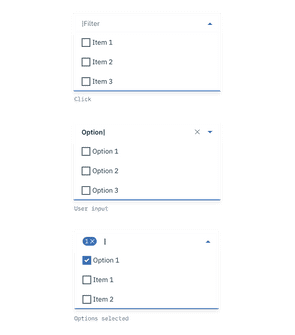 Filter
Item 1
Item 2
Item 3
Click
Option
Option 1
Option 2
Option 3
User input
1 ×
Option 1
Item 1
Item 2
Options selected